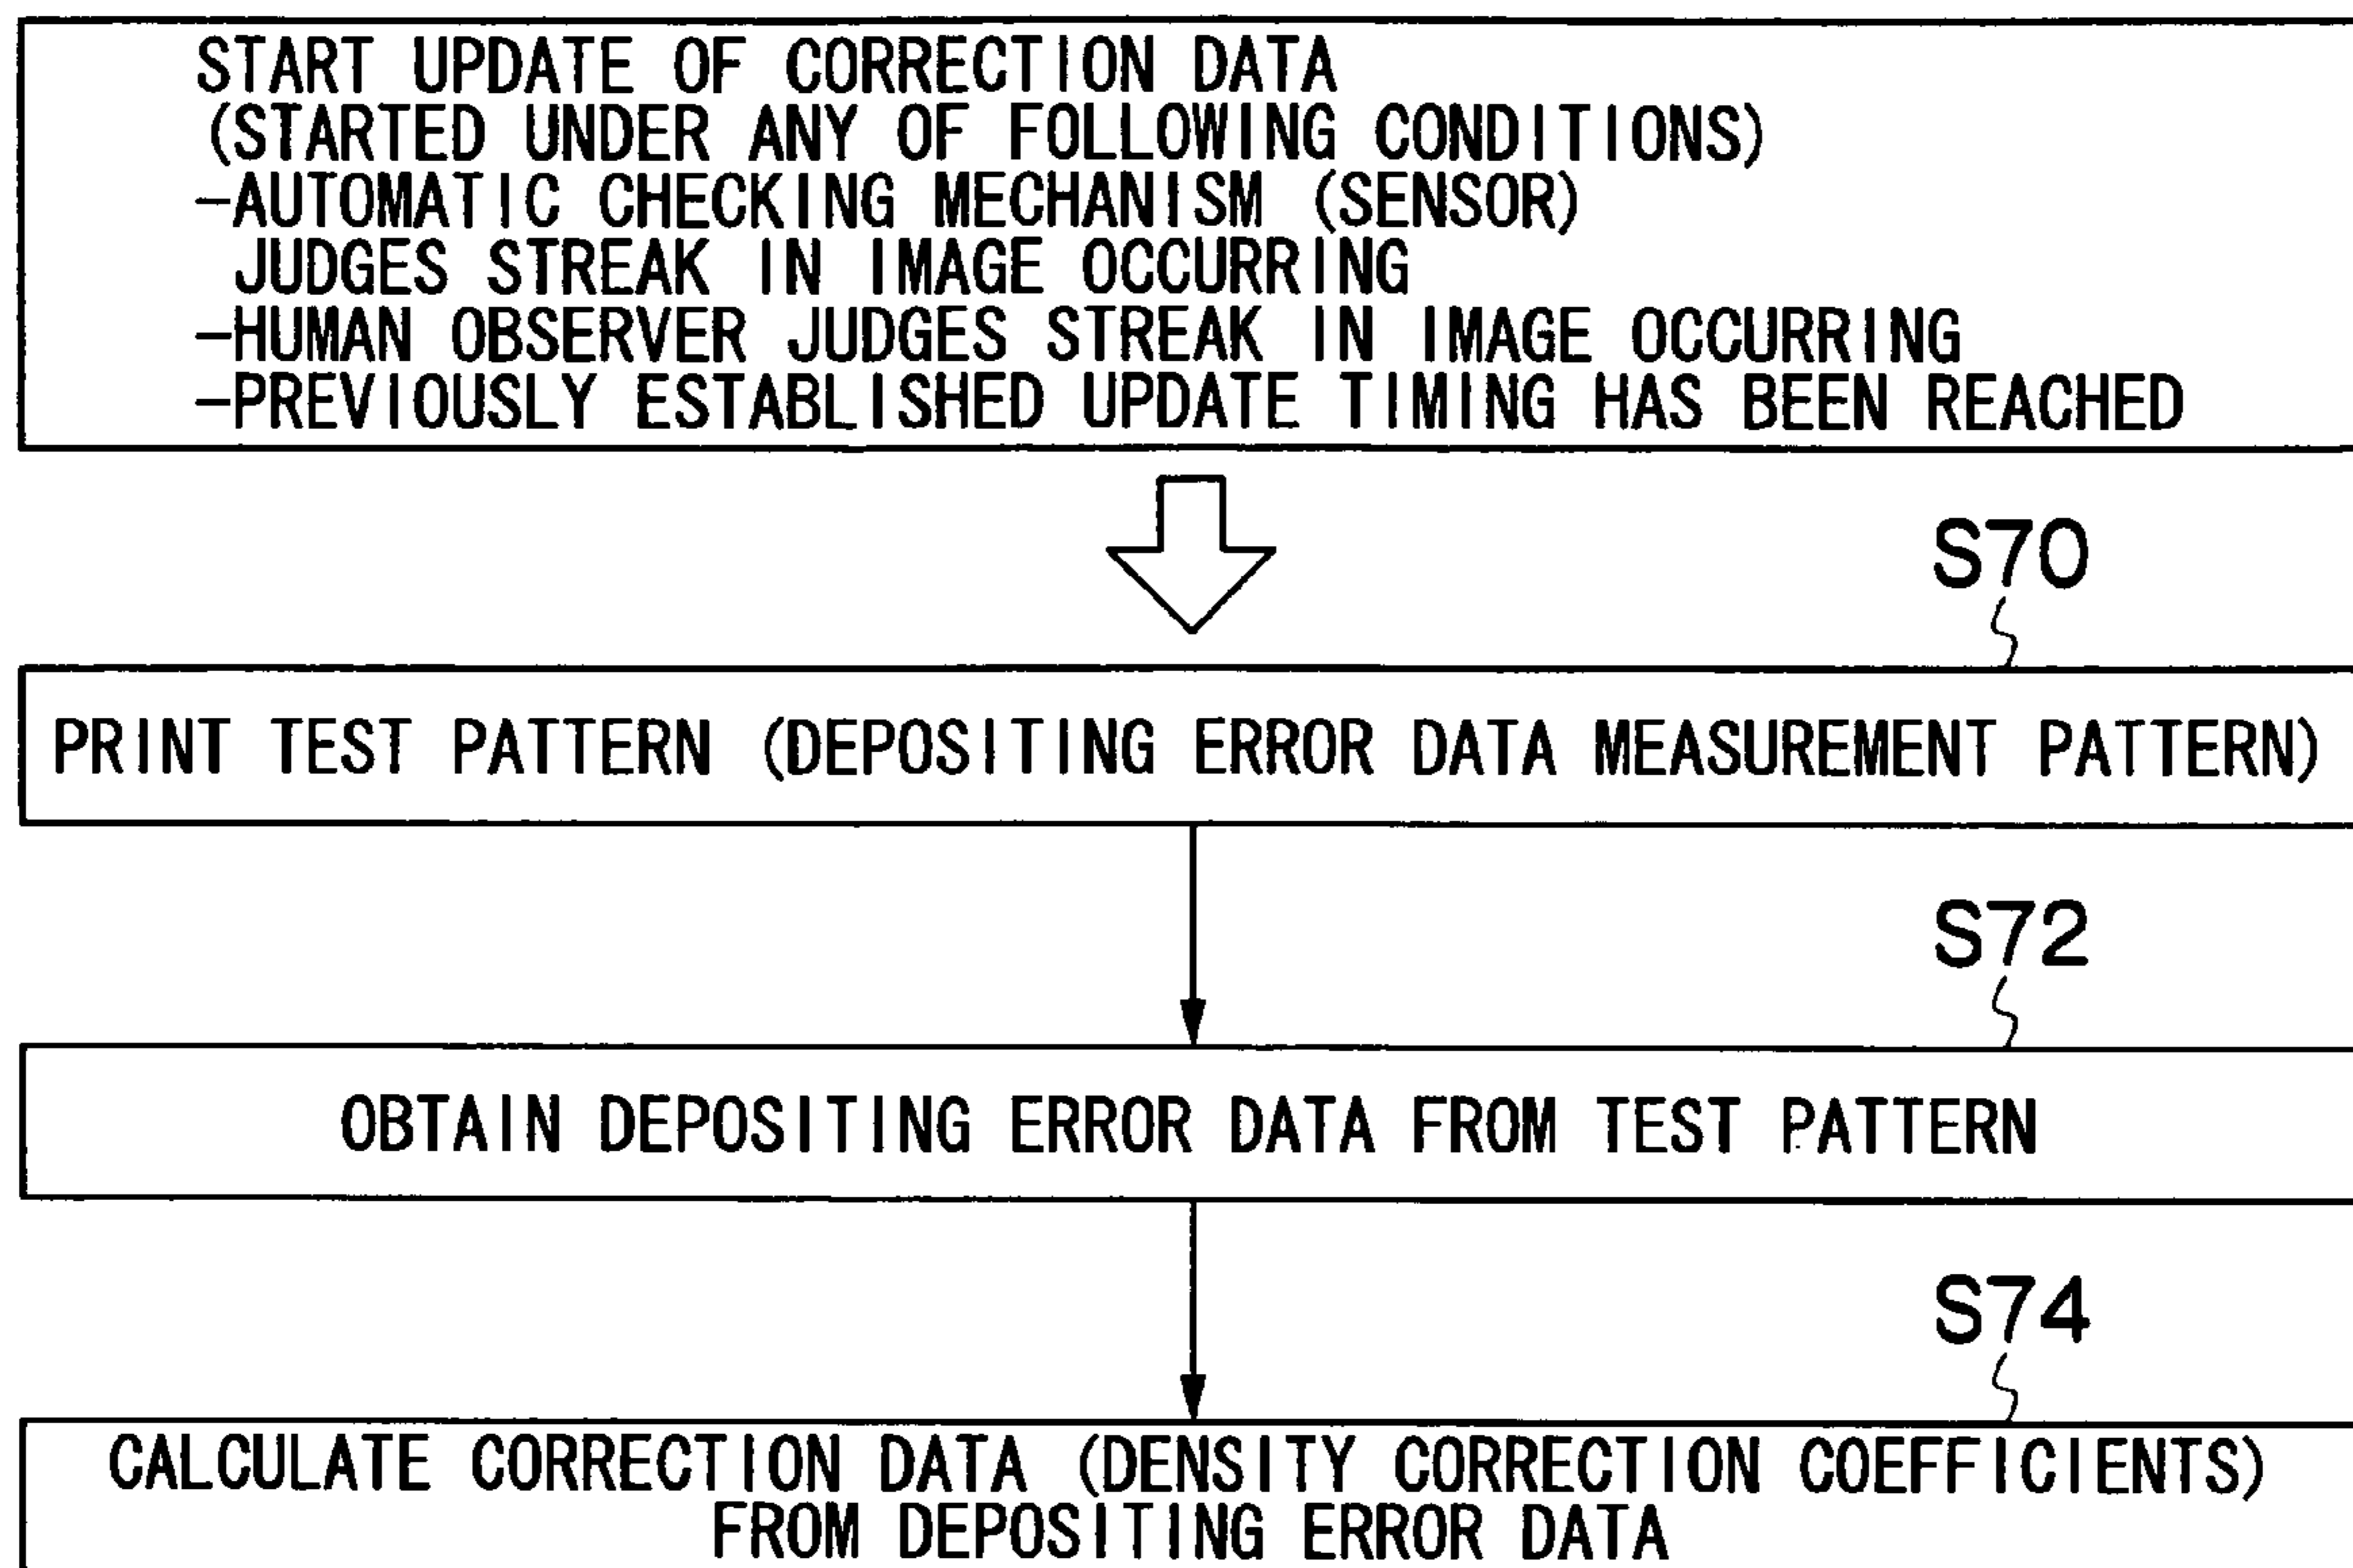 START UPDATE OF CORRECTION DATA
(STARTED UNDER ANY OF FOLLOWING CONDITIONS)
-AUTOMATIC CHECKING MECHANISM (SENSOR)
JUDGES STREAK IN IMAGE OCCURRING
-HUMAN OBSERVER JUDGES STREAK IN IMAGE OCCURRING
-PREVIOUSLY ESTABLISHED UPDATE TIMING HAS BEEN REACHED
S70
PRINT TEST PATTERN (DEPOSITING ERROR DATA MEASUREMENT PATTERN)
S72
OBTAIN DEPOSITING ERROR DATA FROM TEST PATTERN
S74
CALCULATE CORRECTION DATA (DENSITY CORRECTION COEFFICIENTS)
FROM DEPOSITING ERROR DATA